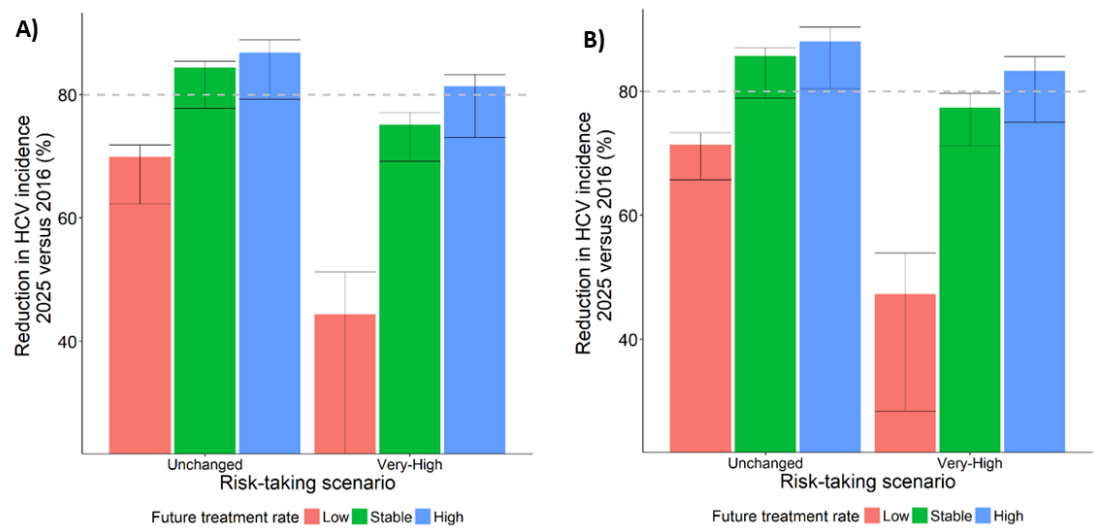 A)
Reduction in HCV incidence
2025 versus 2016 (%)
80
60
40
Unchanged
Very-High
Risk-taking scenario
Future treatment rate Low Stable High
B)
Reduction in HCV incidence
2025 versus 2016 (%)
80
60
40
Unchanged
Very-High
Risk-taking scenario
Future treatment rate Low Stable High